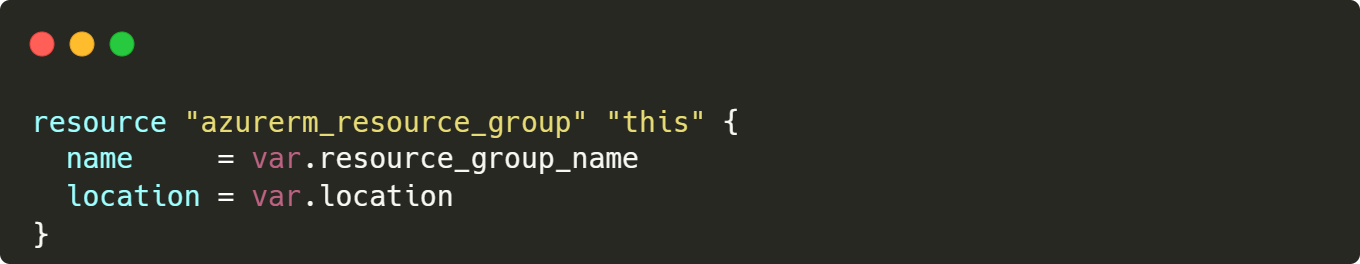 resource "azurerm_resource_group" "this" {
  name     = var.resource_group_name
  location = var.location
}